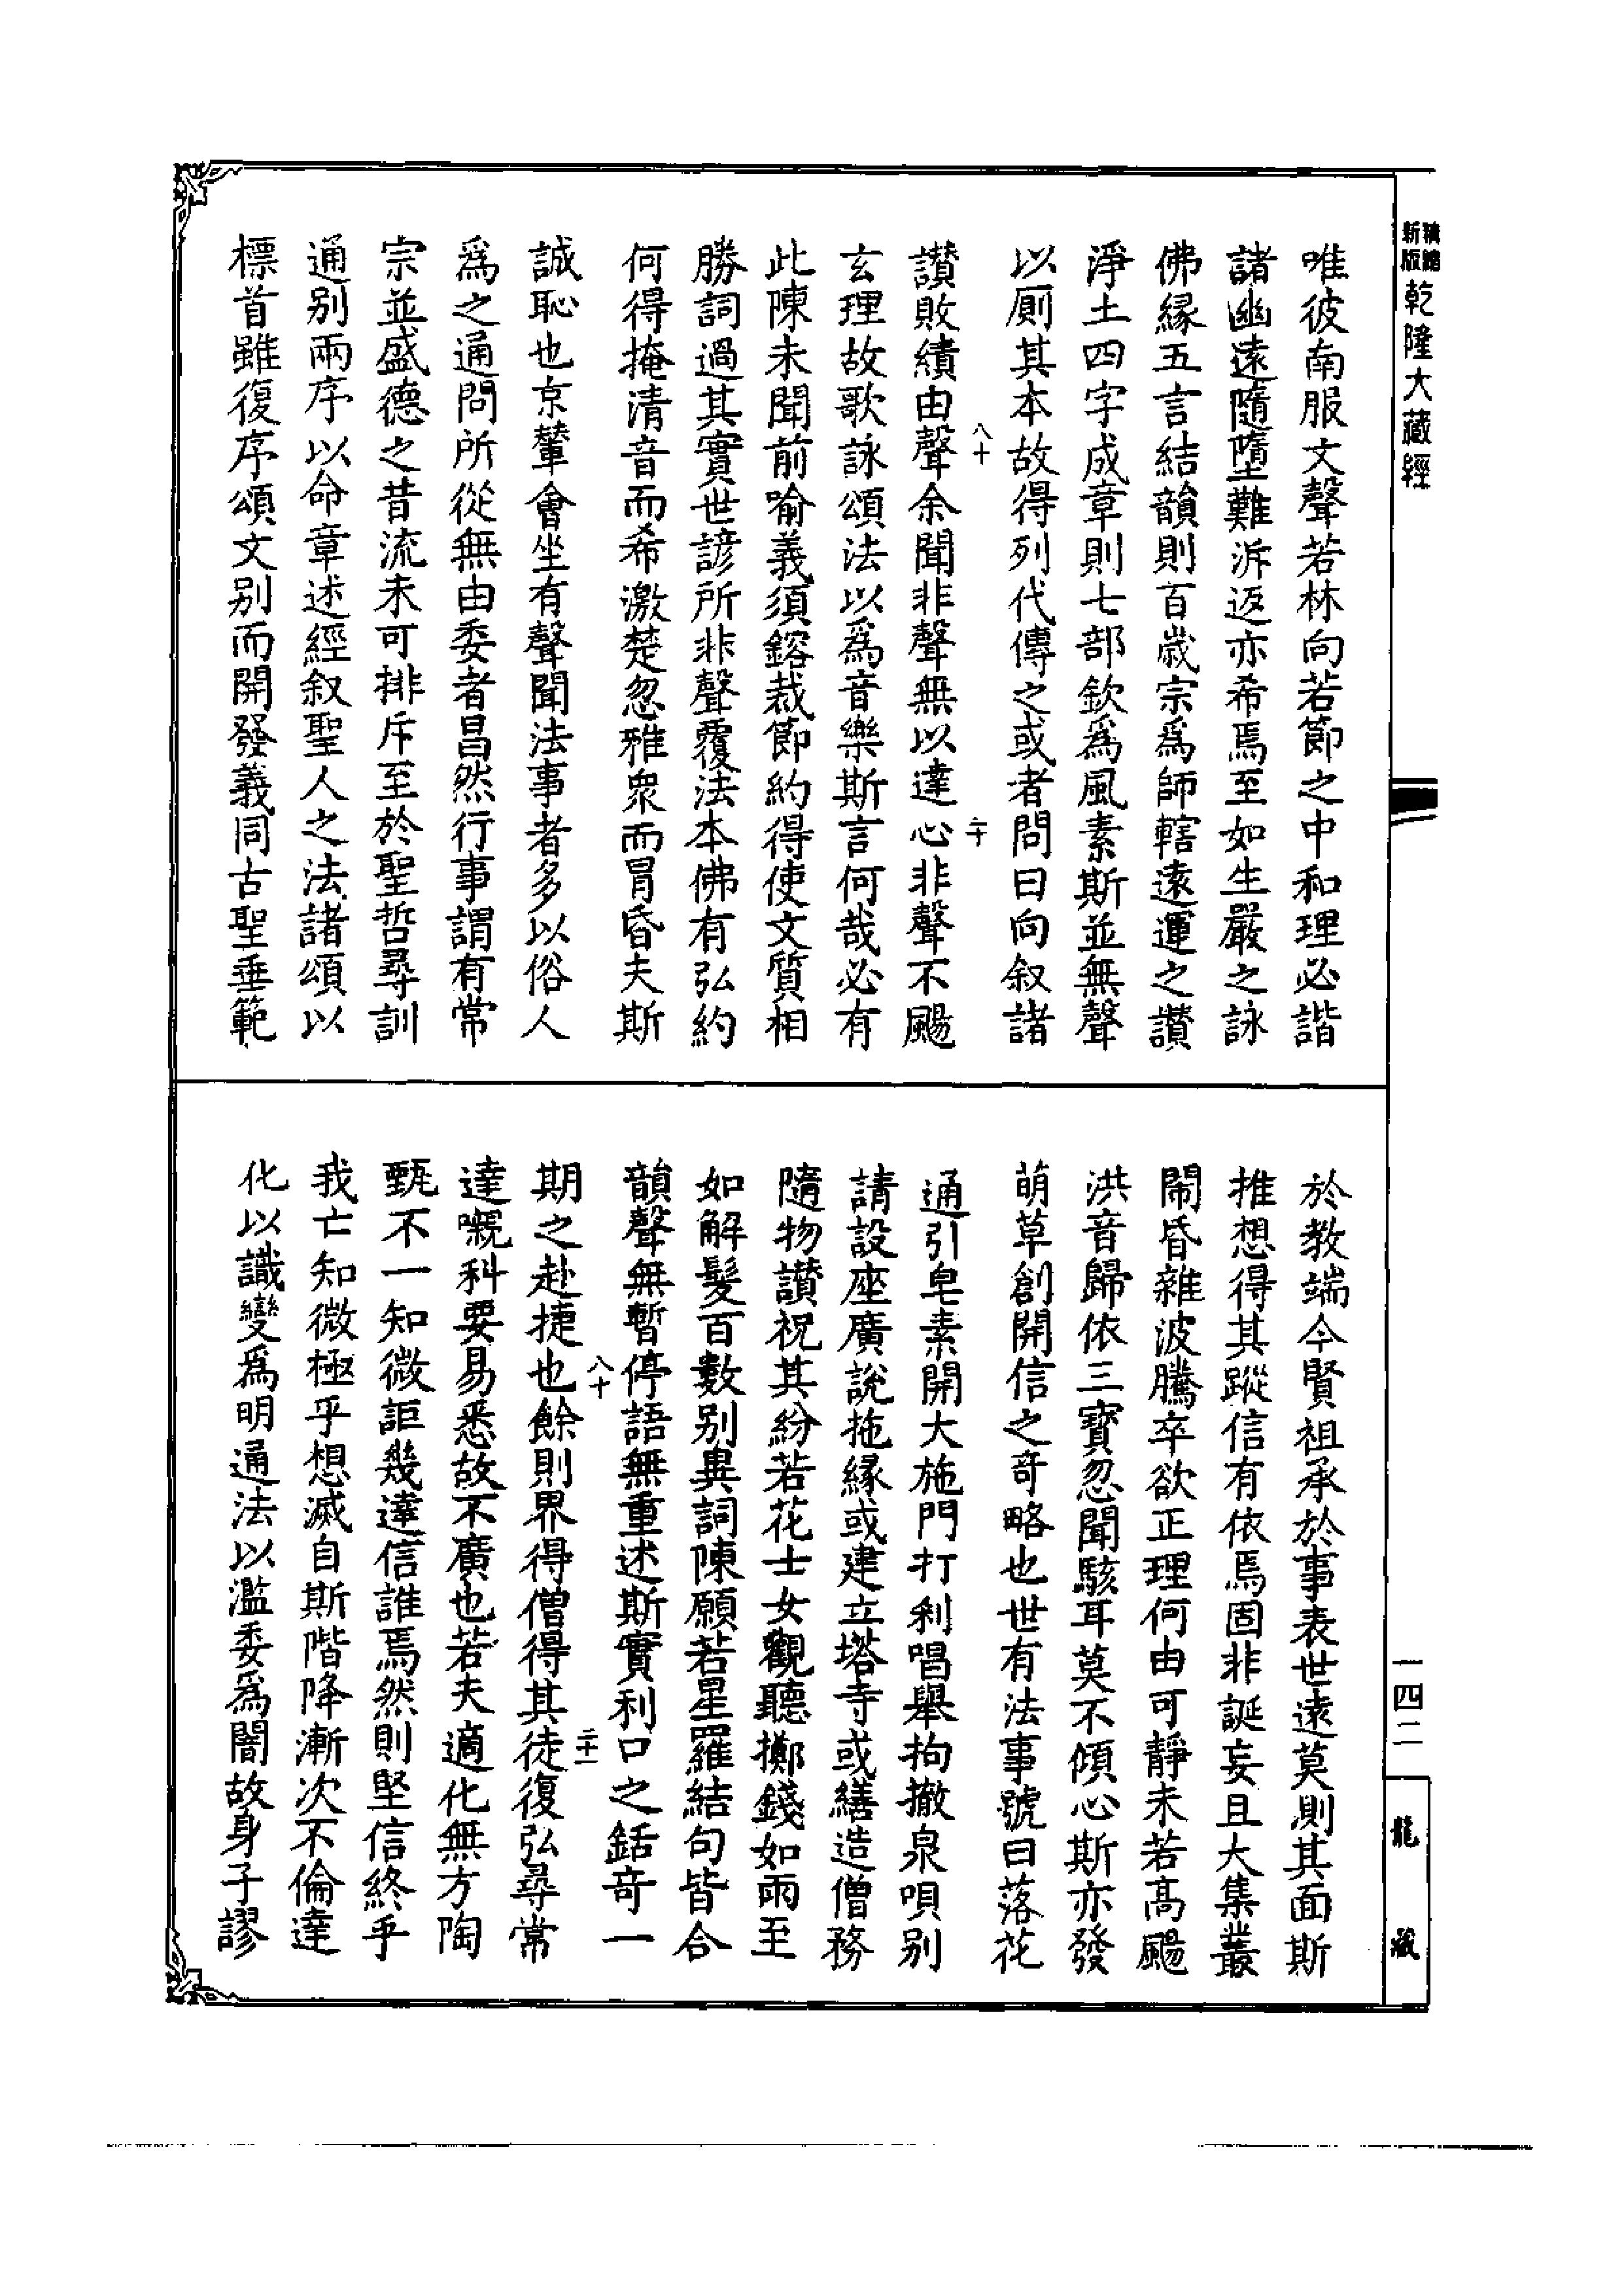 新版
乾隆大藏經
唯彼南服文聲若林向若節之中和理必諧
諸幽遠隨墮難泝返亦希焉至如生嚴之詠
佛縁五言結韻則百歲宗爲師轄遠運之讃
淨土四字成章則七部欽爲風素斯並無聲
以厠其本故得列代傳之或者問曰向叙諸
讃敗績由聲余聞非聲無以達心非聲不颺
八十
二十
玄理故歌詠頌法以爲音樂斯言何哉必有
此陳未聞前喻義須鎔裁節約得使文質相
勝詞過其實世諺所非聲覆法本佛有弘約
何得掩清音而希激楚忽雅衆而冐昏夫斯
誠恥也京輦會坐有聲聞法事者多以俗人
爲之通問所從無由委者昌然行事謂有常
宗並盛德之昔流未可排斥至於聖哲尋訓
通别兩序以命章述經叙聖人之法諸頌以
標首雖復序頌文别而開發義同古聖垂範
於教端今賢祖承於事表世遠莫測其面斯
推想得其蹤信有依焉固非誕妄且大集叢
閙昏雜波騰卒欲正理何由可靜未若高颺
洪音歸依三寶忽聞駭耳莫不傾心斯亦發
萌草創開信之竒略也世有法事號曰落花
通引皂素開大施門打刹唱舉拘撤泉唄别
請設座廣説拖縁或建立塔寺或繕造僧務
隨物讃祝其紛若花士女觀聽擲錢如雨至
如解髮百數别異詞陳願若星羅結句皆合
韻聲無暫停語無重述斯實利口之銛竒一
期之赴捷也餘則界得僧得其徒復弘尋常
八十
二十一
達嚫科要易悉故不廣也若夫適化無方陶
甄不一知微詎幾達信誰焉然則堅信終乎
我亡知微極乎想滅自斯階降漸次不倫達
化以識變爲明通法以濫委爲闇故身子謬
一四二
龍
藏